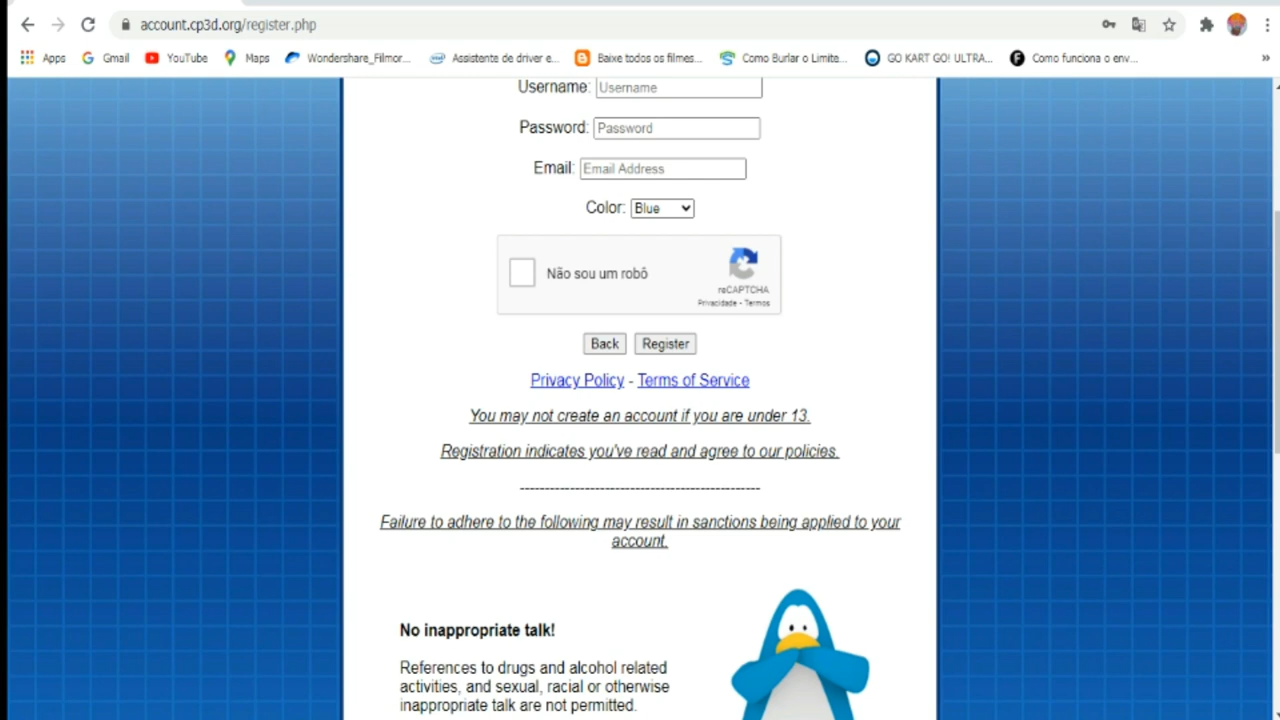 account.cp3d.org/register.php
Apps Gmail YouTube Maps Wondershare_Filmor... Assistente de driver e... Baixe todos os filmes... Como Burlar o Limite... GO KART GO! ULTRA... Como funciona o env... »
Username: Username
Password: Password
Email: Email Address
Color: Blue
Não sou um robô
reCAPTCHA
Privacidade - Termos
Back Register
Privacy Policy - Terms of Service
You may not create an account if you are under 13.
Registration indicates you've read and agree to our policies.
------------------------------------------------
Failure to adhere to the following may result in sanctions being applied to your
account.
No inappropriate talk!
References to drugs and alcohol related
activities, and sexual, racial or otherwise
inappropriate talk are not permitted.